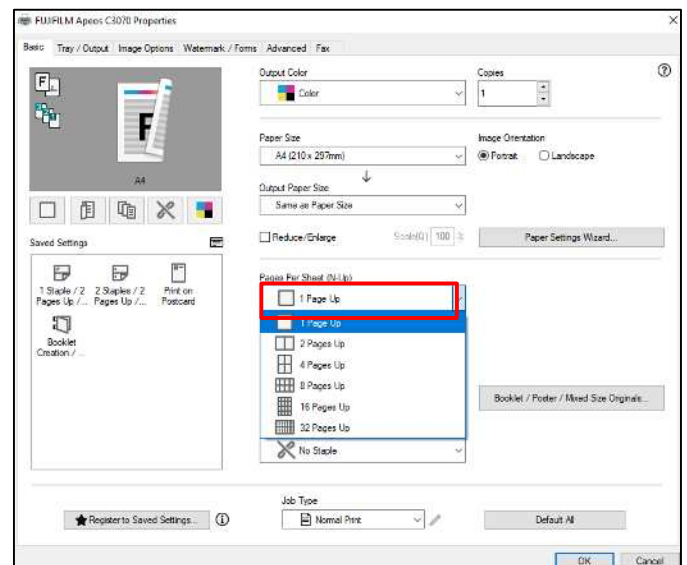 FUJIFILM Apeos C3070 Properties
Basic Tray / Output Image Options Watermark / Forms Advanced Fax
Output Color
Color
Copies
1
Paper Size
A4 (210 x 297mm)
Image Orientation
Portrait Landscape
A4
Output Paper Size
Same as Paper Size
Saved Settings
Reduce/Enlarge Scale(Q) 100 %
Paper Settings Wizard...
1 Staple / 2 Pages Up /...
2 Staples / 2 Pages Up /...
Print on Postcard
Booklet Creation / ...
Pages Per Sheet (N-Up)
1 Page Up
1 Page Up
2 Pages Up
4 Pages Up
8 Pages Up
16 Pages Up
32 Pages Up
No Staple
Booklet / Poster / Mixed Size Originals...
Register to Saved Settings...
Job Type
Normal Print
Default All
OK Cancel